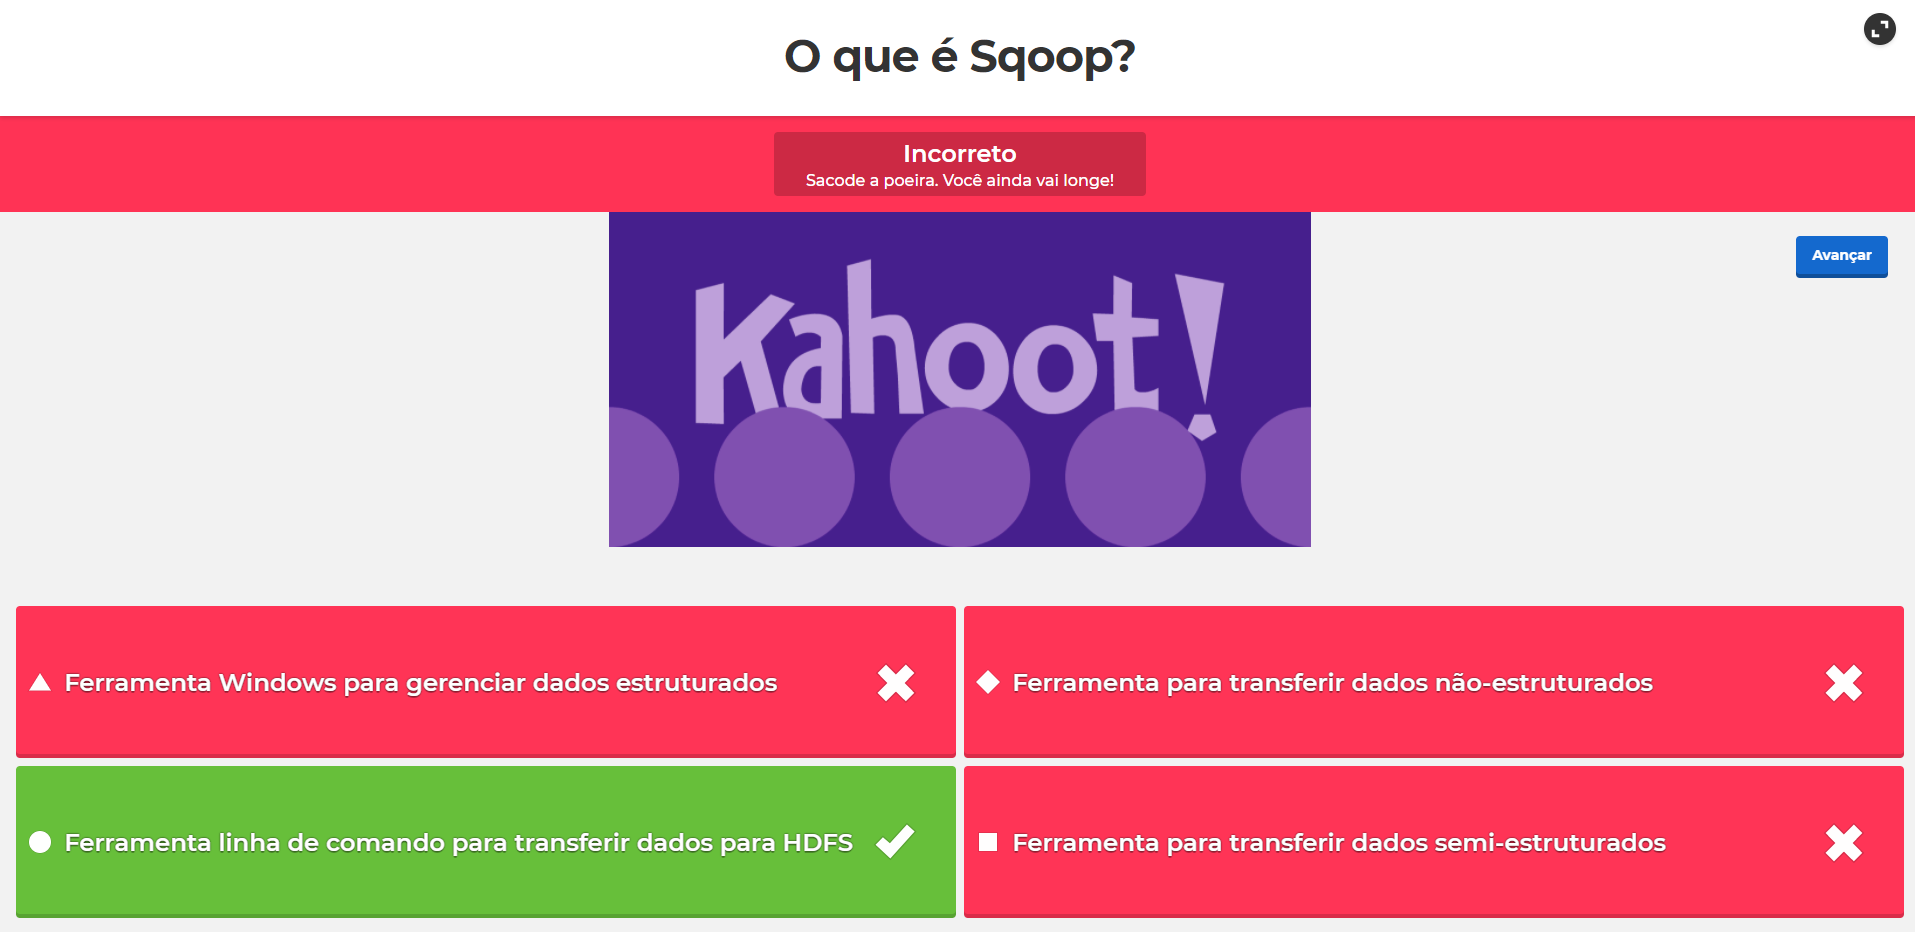 O que é Sqoop?
Incorreto
Sacode a poeira. Você ainda vai longe!
Kahoot!
Avançar
Ferramenta Windows para gerenciar dados estruturados
Ferramenta para transferir dados não-estruturados
Ferramenta linha de comando para transferir dados para HDFS
Ferramenta para transferir dados semi-estruturados